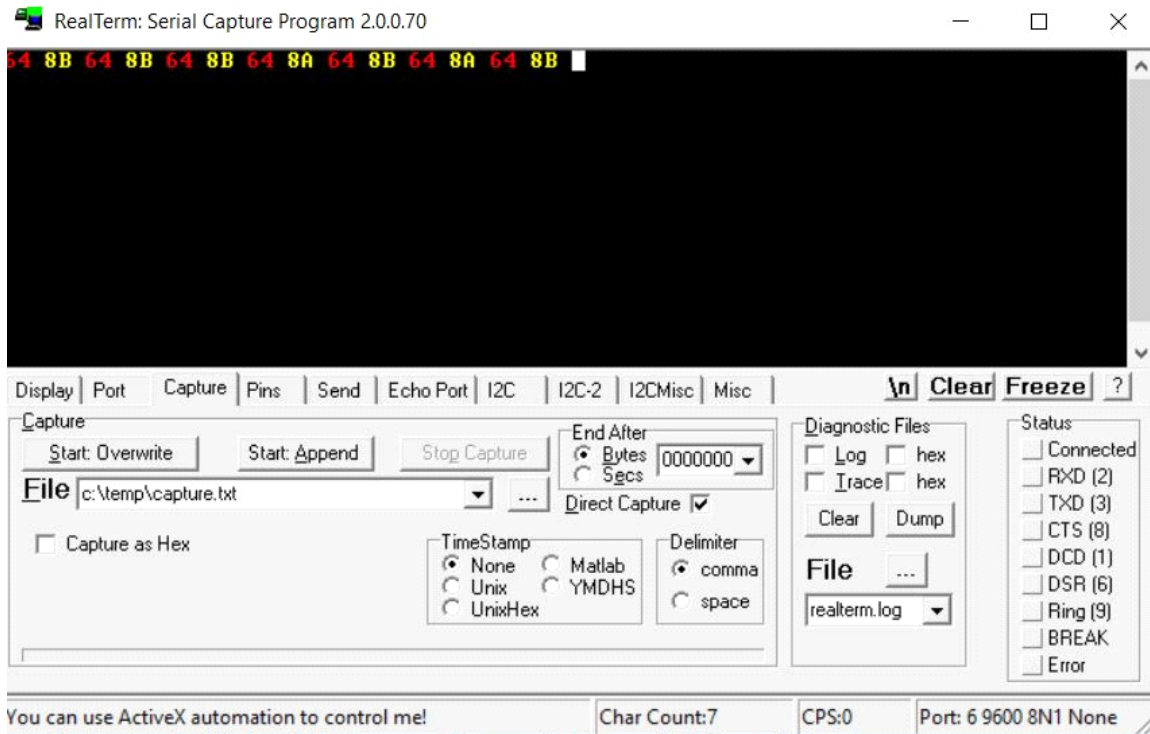 RealTerm: Serial Capture Program 2.0.0.70
64 8B 64 8B 64 8B 64 8A 64 8B 64 8A 64 8B
Display Port Capture Pins Send Echo Port I2C I2C-2 I2CMisc Misc \n Clear Freeze ?
Capture
Start: Overwrite Start: Append Stop Capture
End After
Bytes
Secs
0000000
File c:\temp\capture.txt ...
Direct Capture
Capture as Hex
TimeStamp
None Matlab
Unix YMDHS
UnixHex
Delimiter
comma
space
Diagnostic Files
Log hex
Trace hex
Clear Dump
File ...
realterm.log
Status
Connected
RXD (2)
TXD (3)
CTS (8)
DCD (1)
DSR (6)
Ring (9)
BREAK
Error
You can use ActiveX automation to control me! Char Count:7 CPS:0 Port: 6 9600 8N1 None